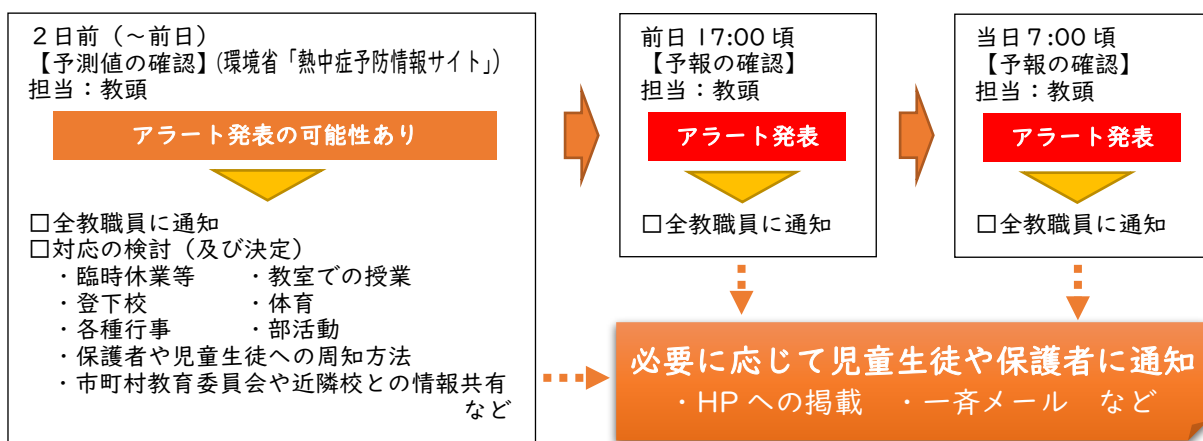 ２日前（～前日）
【予測値の確認】(環境省「熱中症予防情報サイト」)
担当：教頭
アラート発表の可能性あり
□全教職員に通知
□対応の検討（及び決定）
・臨時休業等　・教室での授業
・登下校　・体育
・各種行事　・部活動
・保護者や児童生徒への周知方法
・市町村教育委員会や近隣校との情報共有
など
前日 17:00 頃
【予報の確認】
担当：教頭
アラート発表
□全教職員に通知
当日 7:00 頃
【予報の確認】
担当：教頭
アラート発表
□全教職員に通知
必要に応じて児童生徒や保護者に通知
・HP への掲載　・一斉メール　など